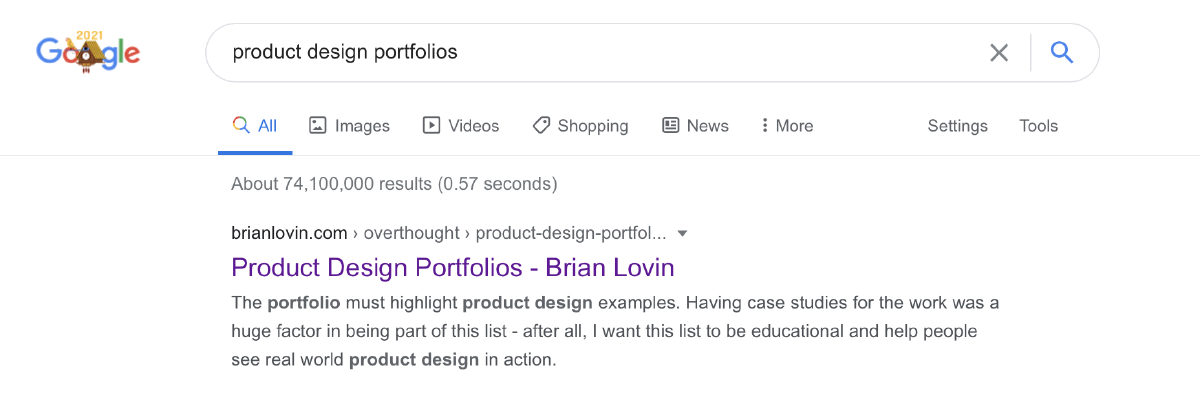 2021
Google
product design portfolios
All Images Videos Shopping News More Settings Tools
About 74,100,000 results (0.57 seconds)
brianlovin.com › overthought › product-design-portfol...
Product Design Portfolios - Brian Lovin
The portfolio must highlight product design examples. Having case studies for the work was a
huge factor in being part of this list - after all, I want this list to be educational and help people
see real world product design in action.